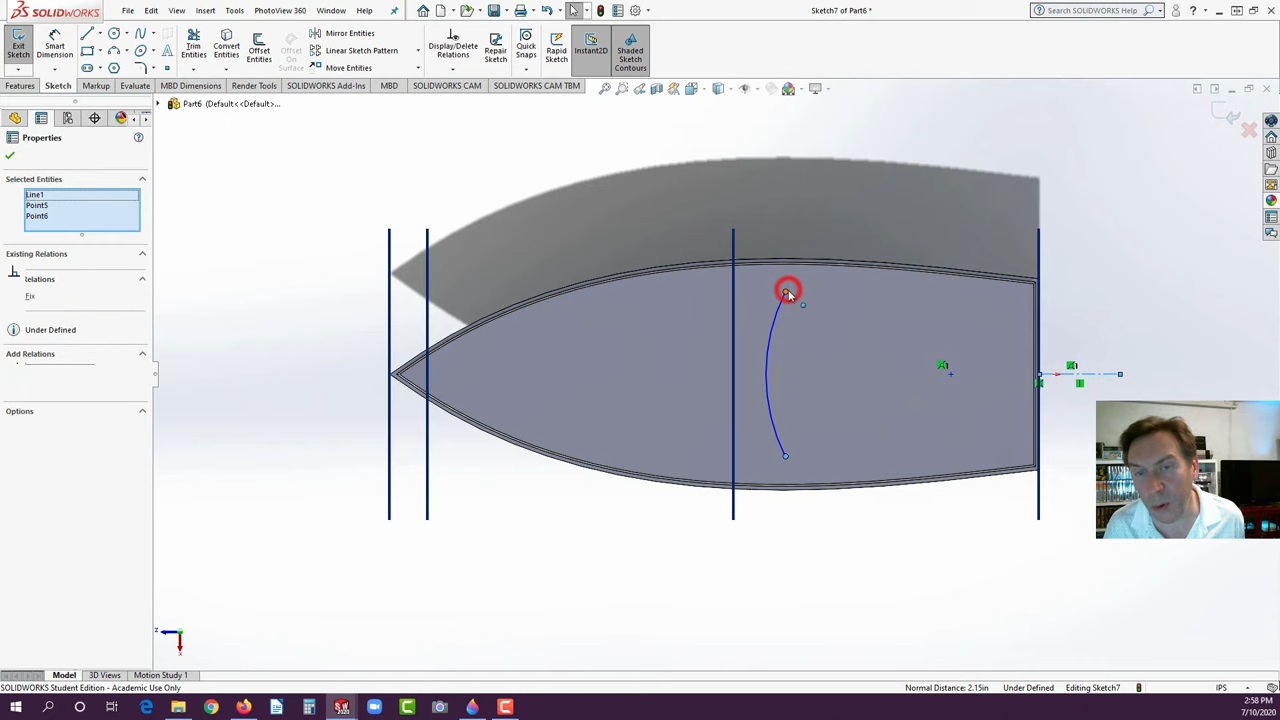 SOLIDWORKS File Edit View Insert Tools PhotoView 360 Window Help Sketch7 of Part6 * Search SOLIDWORKS Help
Exit Sketch Smart Dimension Trim Entities Convert Entities Offset Entities Offset On Surface Mirror Entities Linear Sketch Pattern Move Entities Display/Delete Relations Repair Sketch Quick Snaps Rapid Sketch Instant2D Shaded Sketch Contours
Features Sketch Markup Evaluate MBD Dimensions Render Tools SOLIDWORKS Add-Ins MBD SOLIDWORKS CAM SOLIDWORKS CAM TBM
Part6 (Default<<Default>...
Properties
Selected Entities
Line1
Point5
Point6
Existing Relations
Relations
Fix
Under Defined
Add Relations
Options
Model 3D Views Motion Study 1
SOLIDWORKS Student Edition - Academic Use Only Normal Distance: 2.15in Under Defined Editing Sketch7 IPS
2:58 PM
7/10/2020